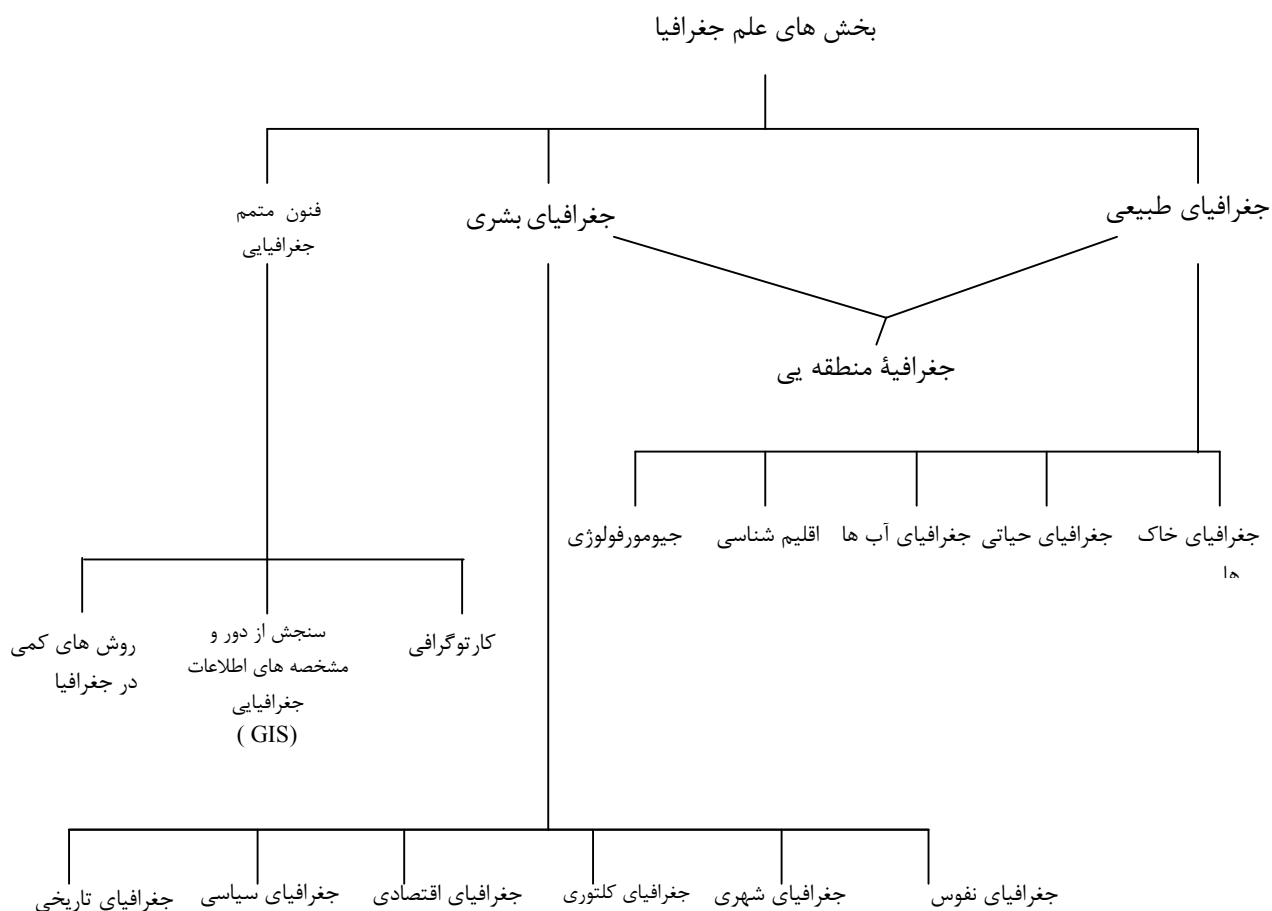 بخش های علم جغرافیا
جغرافیای طبیعی
جغرافیای بشری
فنون متمم
جغرافیایی
جغرافیۀ منطقه یی
جغرافیای خاک
ها
جغرافیای حیاتی
جغرافیای آب ها
اقلیم شناسی
جیومورفولوژی
کارتوگرافی
سنجش از دور و
مشخصه های اطلاعات
جغرافیایی
( GIS)
روش های کمی
در جغرافیا
جغرافیای نفوس
جغرافیای شهری
جغرافیای کلتوری
جغرافیای اقتصادی
جغرافیای سیاسی
جغرافیای تاریخی